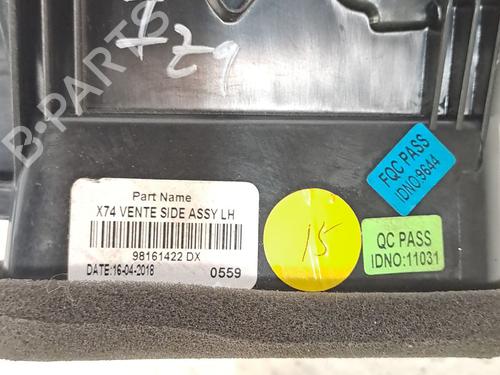 B-PARTS
Part Name
X74 VENTE SIDE ASSY LH
98161422 DX
DATE:16-04-2018 0559
15
FQC PASS
IDNO:9644
QC PASS
IDNO:11031